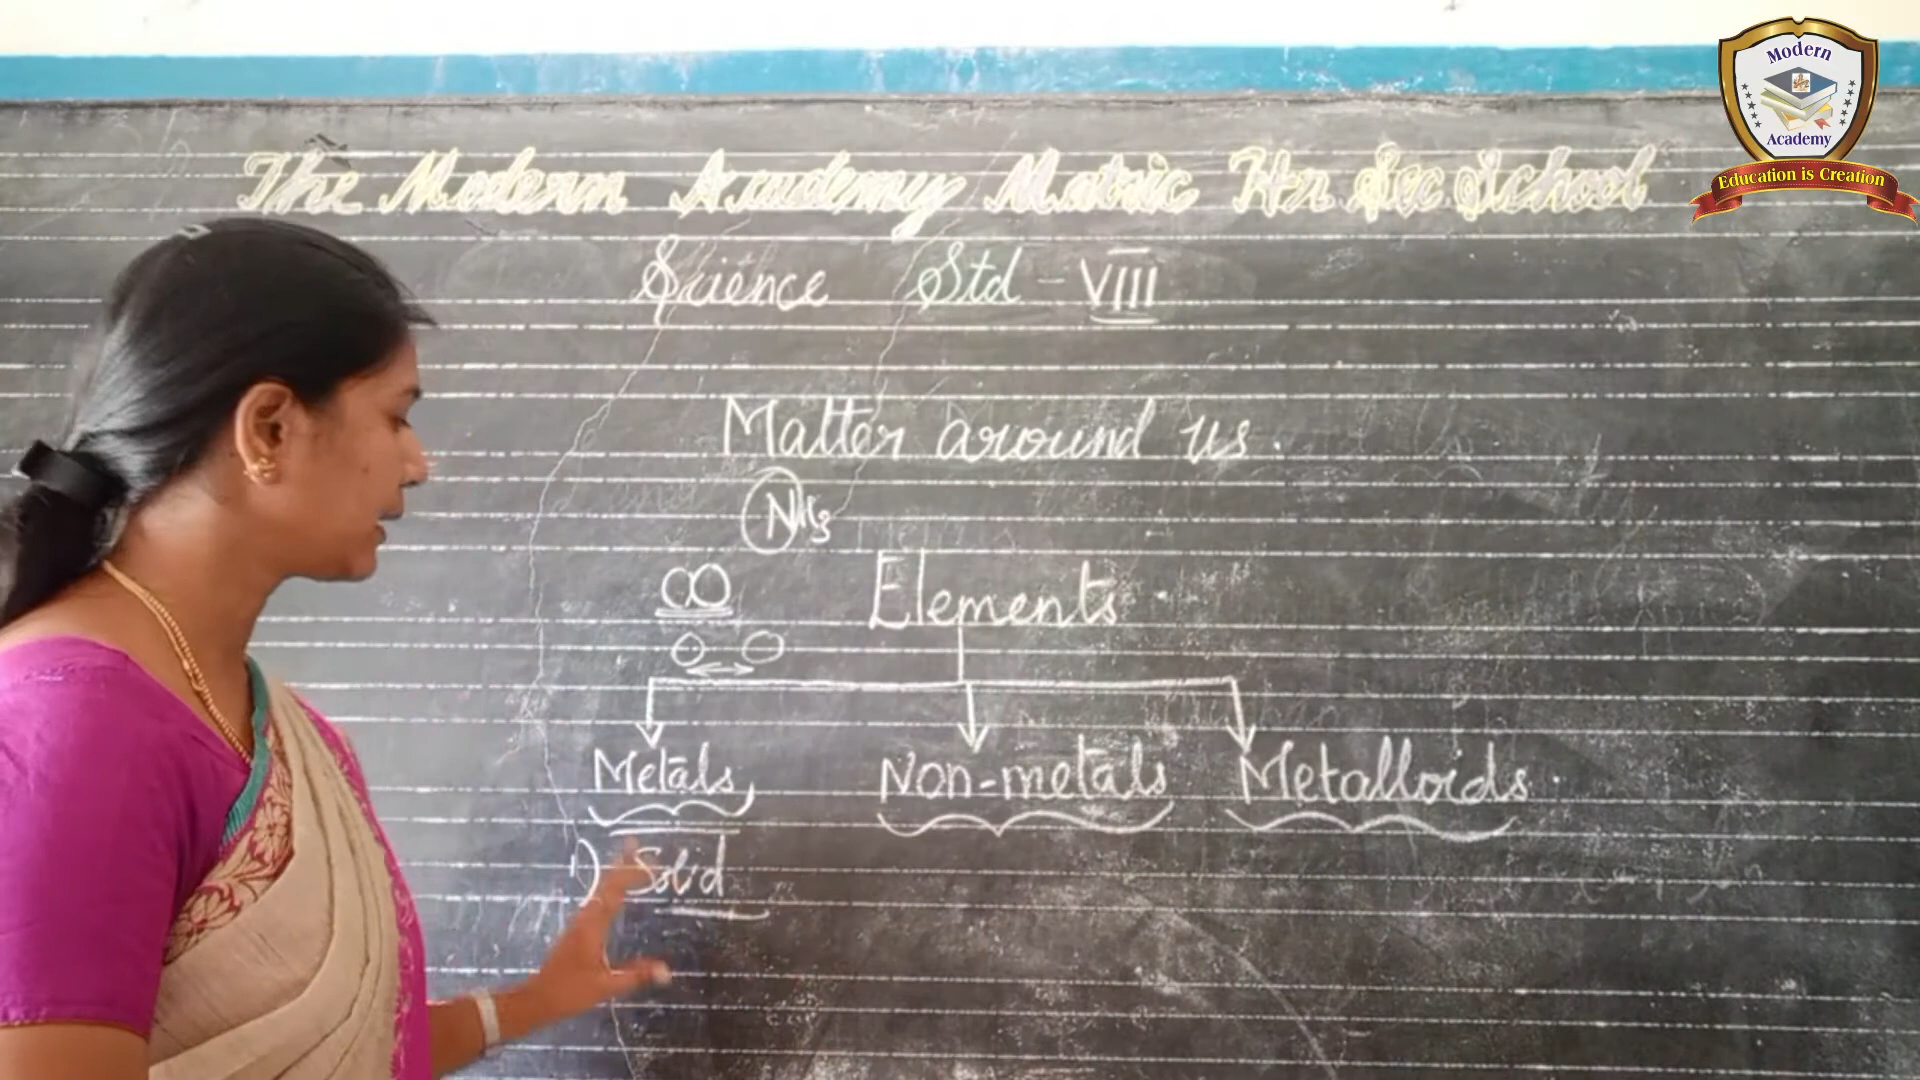 The Modern Academy Matric Hr Sec School
Modern
Academy
Education is Creation
Science Std - VIII
Matter around us.
NH3
Elements
Metals Non-metals Metalloids
1) Solid